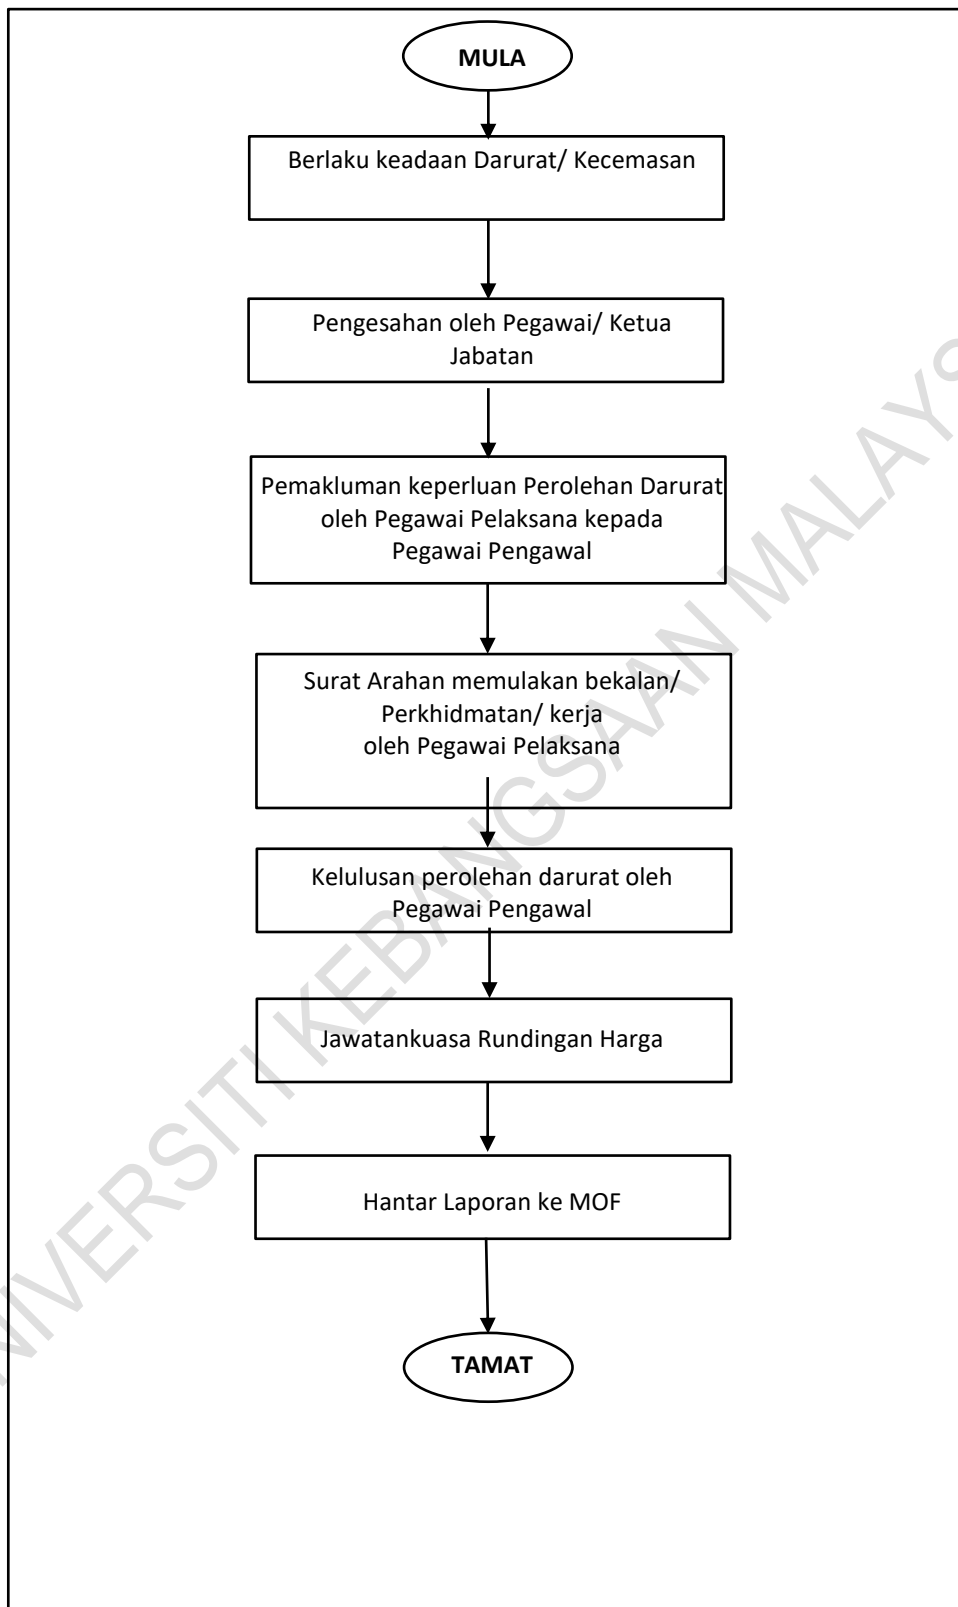 MULA
Berlaku keadaan Darurat/ Kecemasan
Pengesahan oleh Pegawai/ Ketua
Jabatan
Pemakluman keperluan Perolehan Darurat
oleh Pegawai Pelaksana kepada
Pegawai Pengawal
Surat Arahan memulakan bekalan/
Perkhidmatan/ kerja
oleh Pegawai Pelaksana
Kelulusan perolehan darurat oleh
Pegawai Pengawal
Jawatankuasa Rundingan Harga
Hantar Laporan ke MOF
TAMAT
NIVERSITI KEBANGSAAN MALAYS